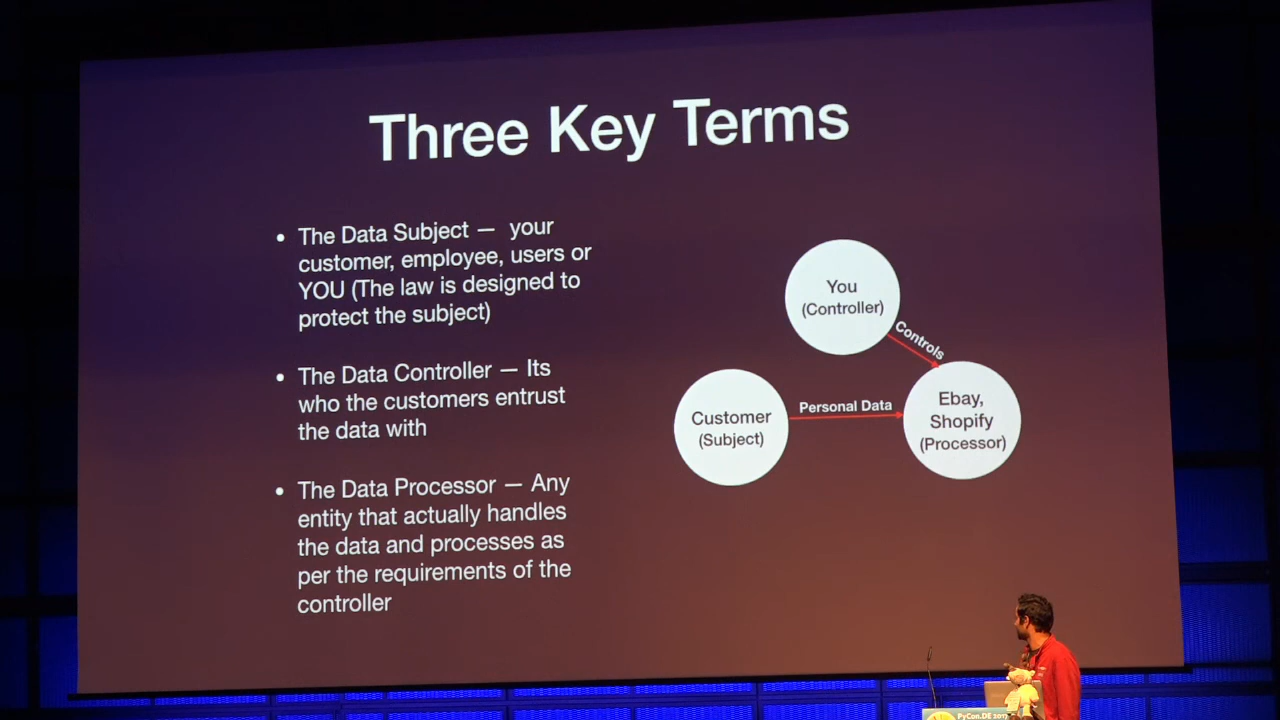 Three Key Terms
• The Data Subject — your
customer, employee, users or
YOU (The law is designed to
protect the subject)
• The Data Controller — Its
who the customers entrust
the data with
• The Data Processor — Any
entity that actually handles
the data and processes as
per the requirements of the
controller
You
(Controller)
Controls
Customer
(Subject)
Personal Data
Ebay,
Shopify
(Processor)
PyCon.DE 2017